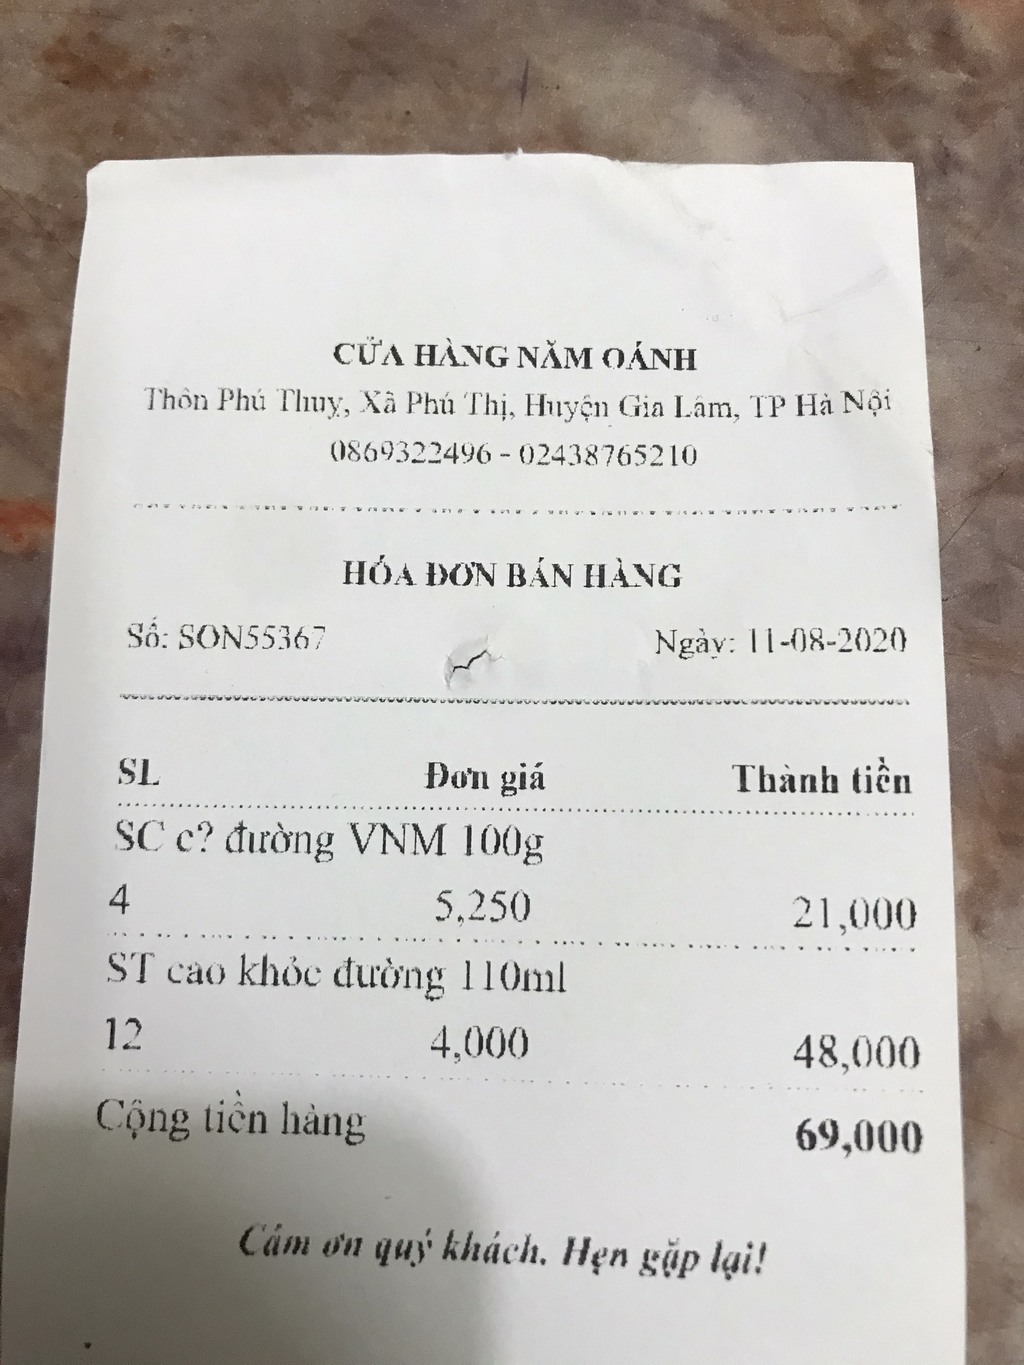 CỬA HÀNG NĂM OÁNH
Thôn Phú Thuỵ, Xã Phú Thị, Huyện Gia Lâm, TP Hà Nội
0869322496 - 02438765210
HÓA ĐƠN BÁN HÀNG
Số: SON55367 Ngày: 11-08-2020
SL Đơn giá Thành tiền
SC c? đường VNM 100g
4 5,250 21,000
ST cao khỏc đường 110ml
12 4,000 48,000
Cộng tiền hàng 69,000
Cám ơn quý khách. Hẹn gặp lại!